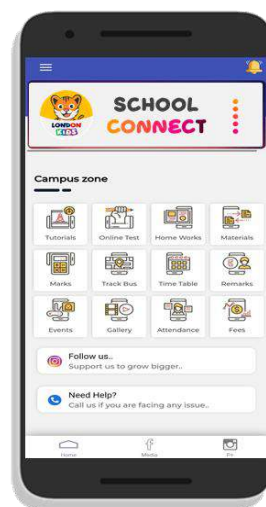 LONDON
KIDS
SCHOOL
CONNECT
Campus zone
Tutorials
Online Test
Home Works
Materials
Marks
Track Bus
Time Table
Remarks
Events
Gallery
Attendance
Fees
Follow us..
Support us to grow bigger..
Need Help?
Call us if you are facing any issue..
Home
Media